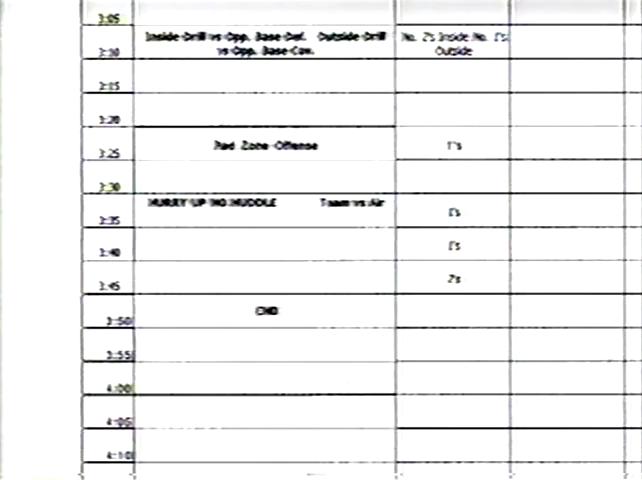 3:05
Inside Drill vs Opp. Base Def. Outside Drill
vs Opp. Base Cov.
No. 2's Inside No. 1's
Outside
3:10
3:15
3:20
Red Zone Offense
1's
3:25
3:30
HURRY UP NO HUDDLE Team vs Air
1's
3:35
1's
3:40
2's
3:45
END
3:50
3:55
4:00
4:05
4:10